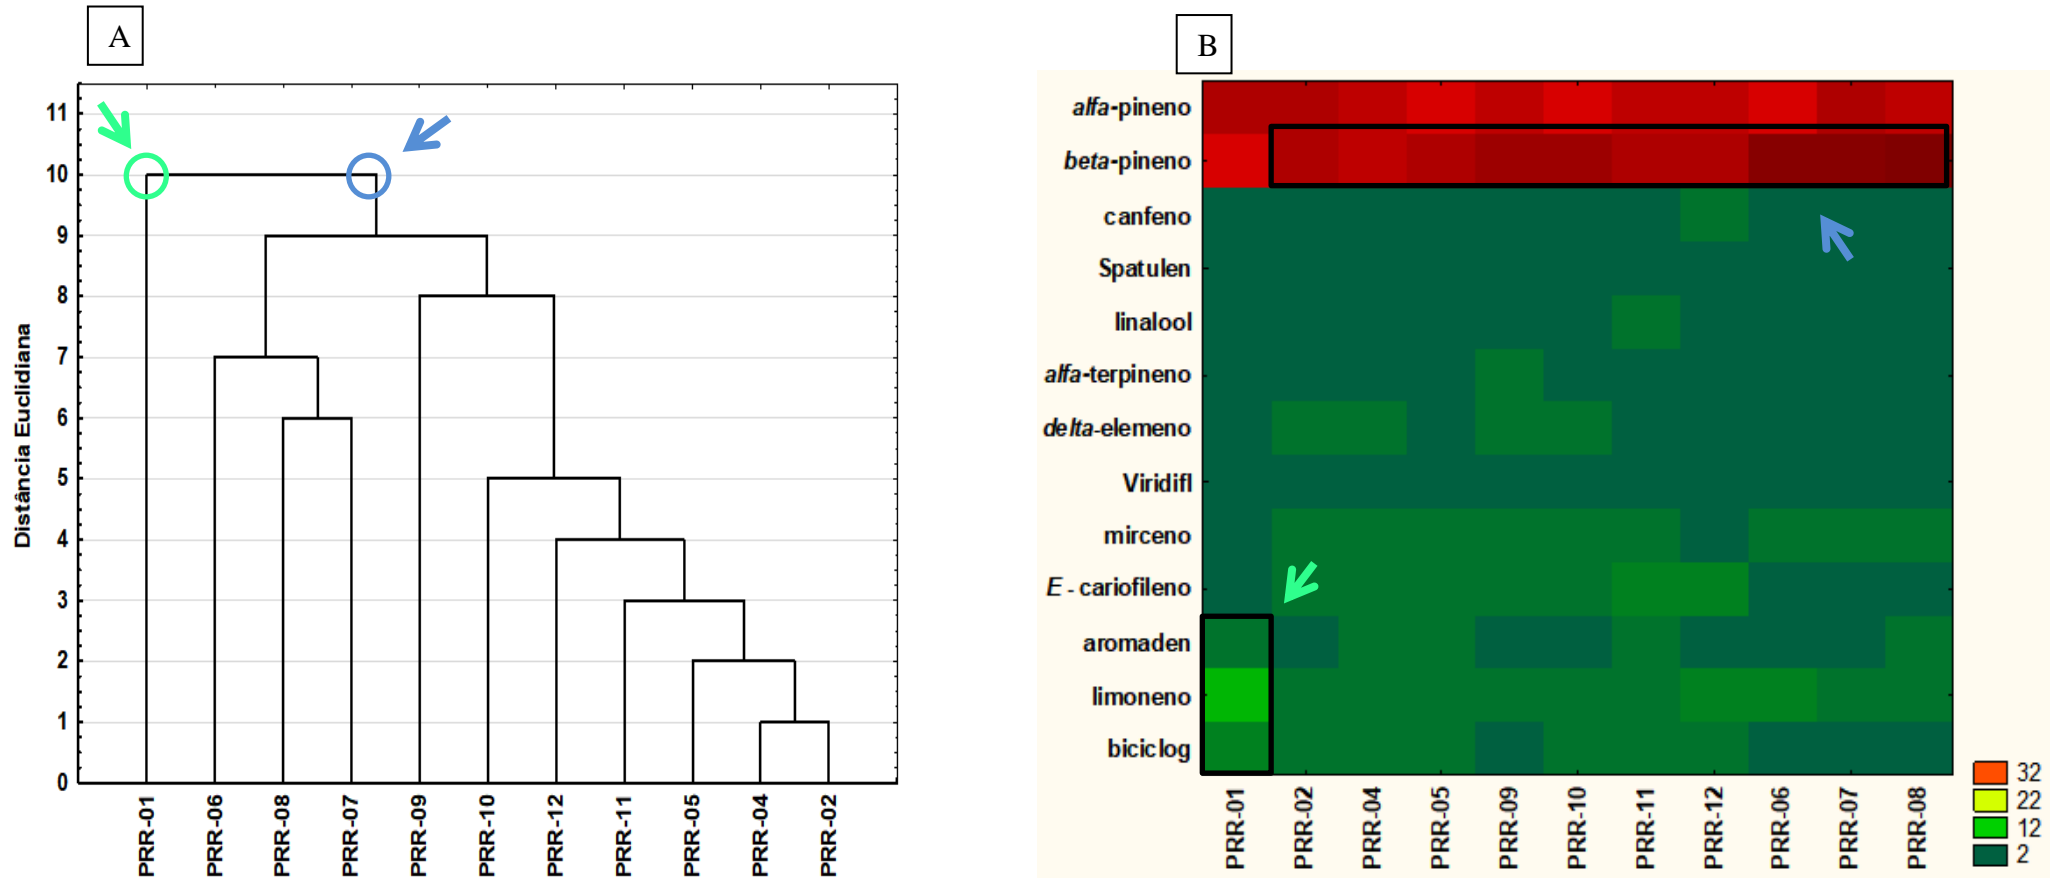 A
B
Distância Euclidiana
11
10
9
8
7
6
5
4
3
2
1
0
PRR-01
PRR-06
PRR-08
PRR-07
PRR-09
PRR-10
PRR-12
PRR-11
PRR-05
PRR-04
PRR-02
alfa-pineno
beta-pineno
canfeno
Spatulen
linalool
alfa-terpineno
delta-elemeno
Viridifl
mirceno
E - cariofileno
aromaden
limoneno
biciclog
PRR-01
PRR-02
PRR-04
PRR-05
PRR-09
PRR-10
PRR-11
PRR-12
PRR-06
PRR-07
PRR-08
32
22
12
2